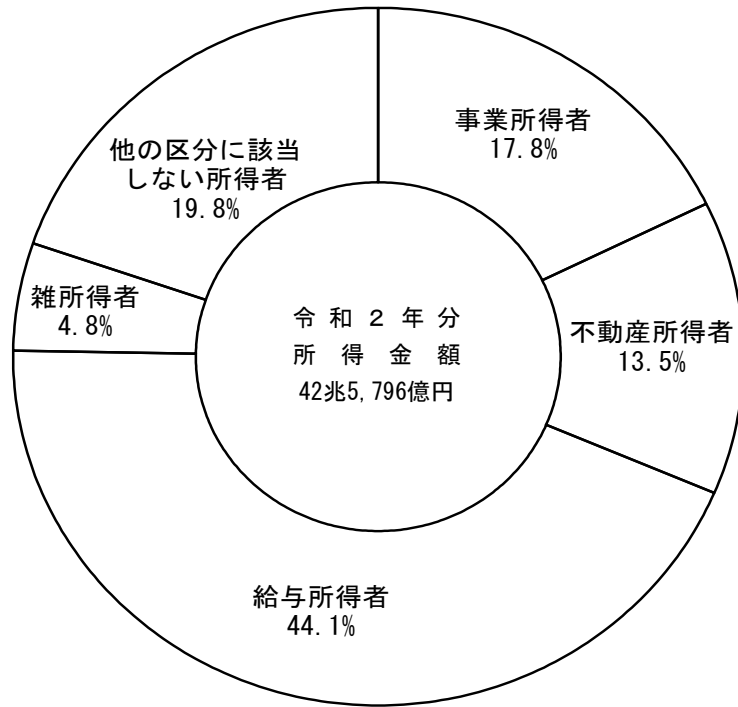 事業所得者
17.8%
不動産所得者
13.5%
給与所得者
44.1%
雑所得者
4.8%
他の区分に該当
しない所得者
19.8%
令和2年分
所得金額
42兆5,796億円